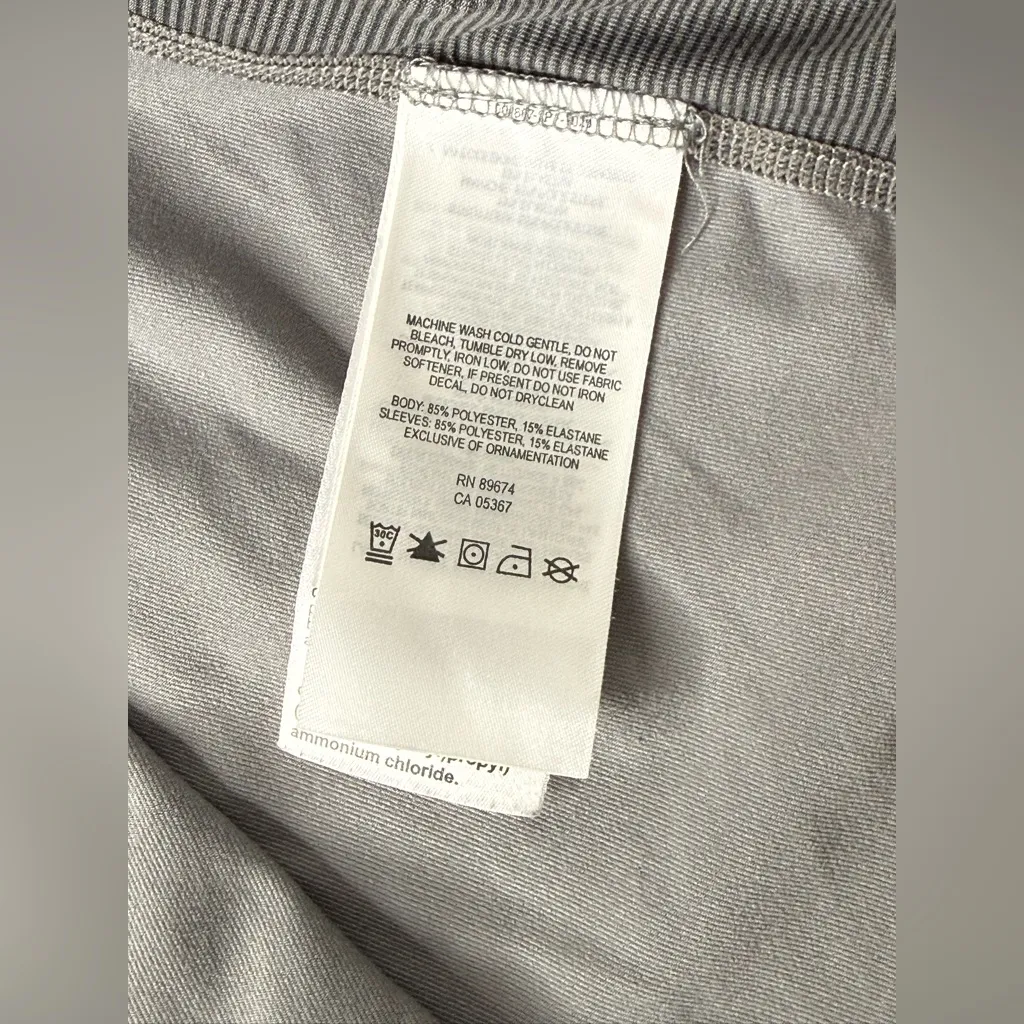 MACHINE WASH COLD GENTLE, DO NOT
BLEACH, TUMBLE DRY LOW, REMOVE
PROMPTLY, IRON LOW, DO NOT USE FABRIC
SOFTENER, IF PRESENT DO NOT IRON
DECAL, DO NOT DRYCLEAN
BODY: 85% POLYESTER, 15% ELASTANE
SLEEVES: 85% POLYESTER, 15% ELASTANE
EXCLUSIVE OF ORNAMENTATION
RN 89674
CA 05367
30C
ammonium chloride.